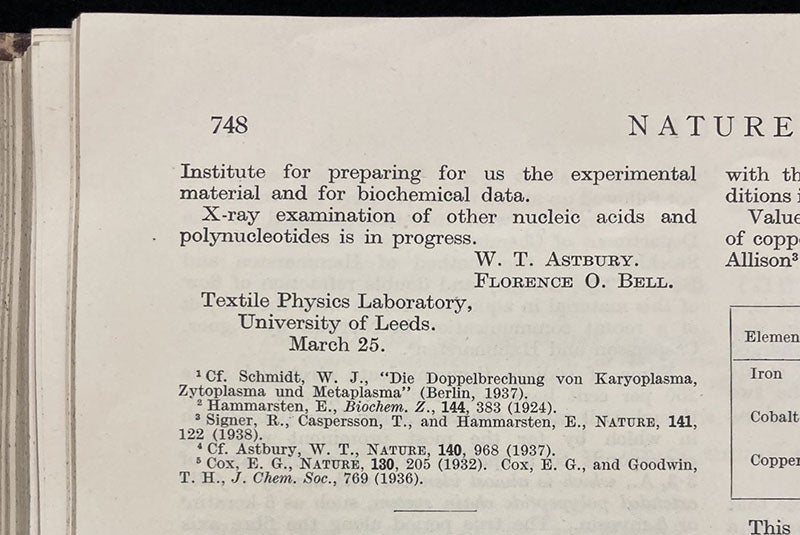 748
NATURE
Institute for preparing for us the experimental
material and for biochemical data.
X-ray examination of other nucleic acids and
polynucleotides is in progress.
W. T. ASTBURY.
FLORENCE O. BELL.
Textile Physics Laboratory,
University of Leeds.
March 25.
¹ Cf. Schmidt, W. J., "Die Doppelbrechung von Karyoplasma,
Zytoplasma und Metaplasma" (Berlin, 1937).
² Hammarsten, E., Biochem. Z., 144, 383 (1924).
³ Signer, R., Caspersson, T., and Hammarsten, E., NATURE, 141,
122 (1938).
⁴ Cf. Astbury, W. T., NATURE, 140, 968 (1937).
⁵ Cox, E. G., NATURE, 130, 205 (1932). Cox, E. G., and Goodwin,
T. H., J. Chem. Soc., 769 (1936).
with th
ditions i
Value
of copp
Allison³
Elemen
Iron
Cobalt
Copper
This